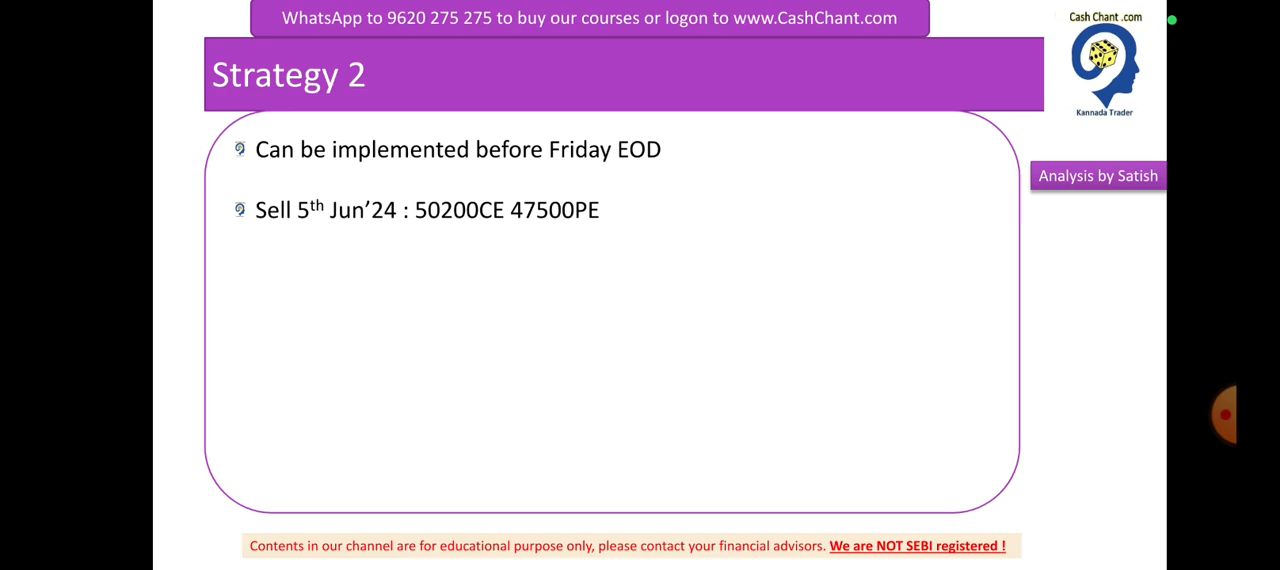 WhatsApp to 9620 275 275 to buy our courses or logon to www.CashChant.com
Cash Chant .com
Strategy 2
Kannada Trader
Can be implemented before Friday EOD
Analysis by Satish
Sell 5th Jun’24 : 50200CE 47500PE
Contents in our channel are for educational purpose only, please contact your financial advisors. We are NOT SEBI registered !